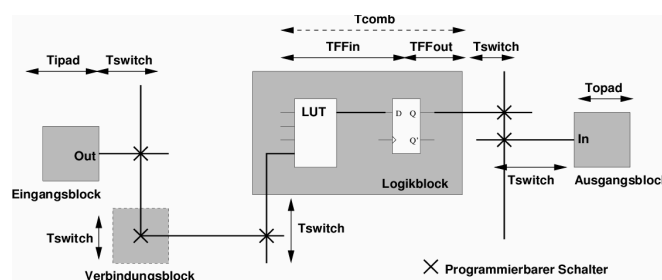 Tcomb
TFFin
TFFout
Tswitch
Tipad
Tswitch
Topad
LUT
D
Q
Q'
Out
In
Eingangsblock
Logikblock
Tswitch
Ausgangsblock
Tswitch
Tswitch
Verbindungsblock
Programmierbarer Schalter